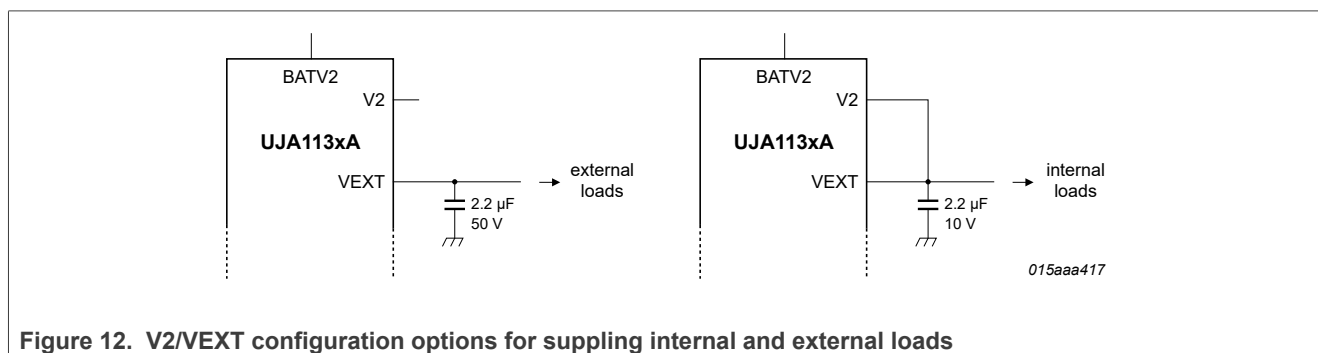 BATV2
V2
UJA113xA
VEXT
external
loads
2.2 µF
50 V
BATV2
V2
UJA113xA
VEXT
internal
loads
2.2 µF
10 V
015aaa417
Figure 12. V2/VEXT configuration options for suppling internal and external loads